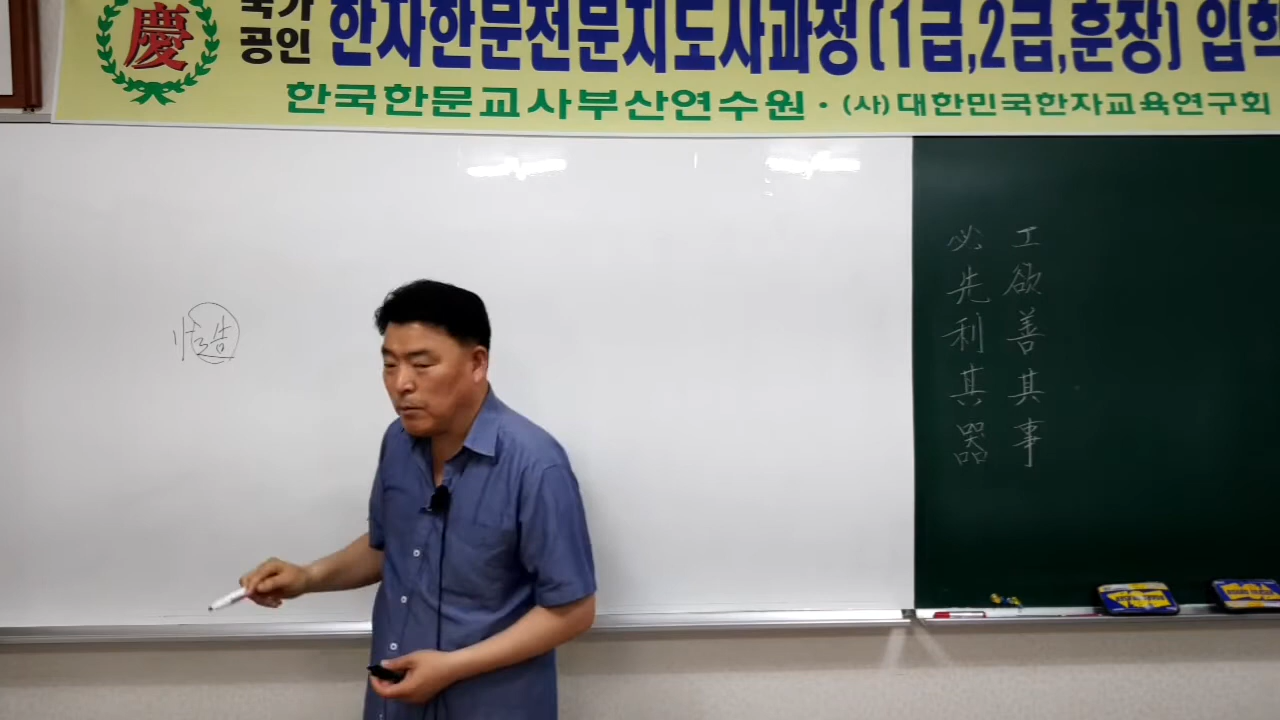 慶
국가
공인
한자한문전문지도사과정(1급,2급,훈장) 입학
한국한문교사부산연수원 · (사)대한민국한자교육연구회
慥
工欲善其事
必先利其器